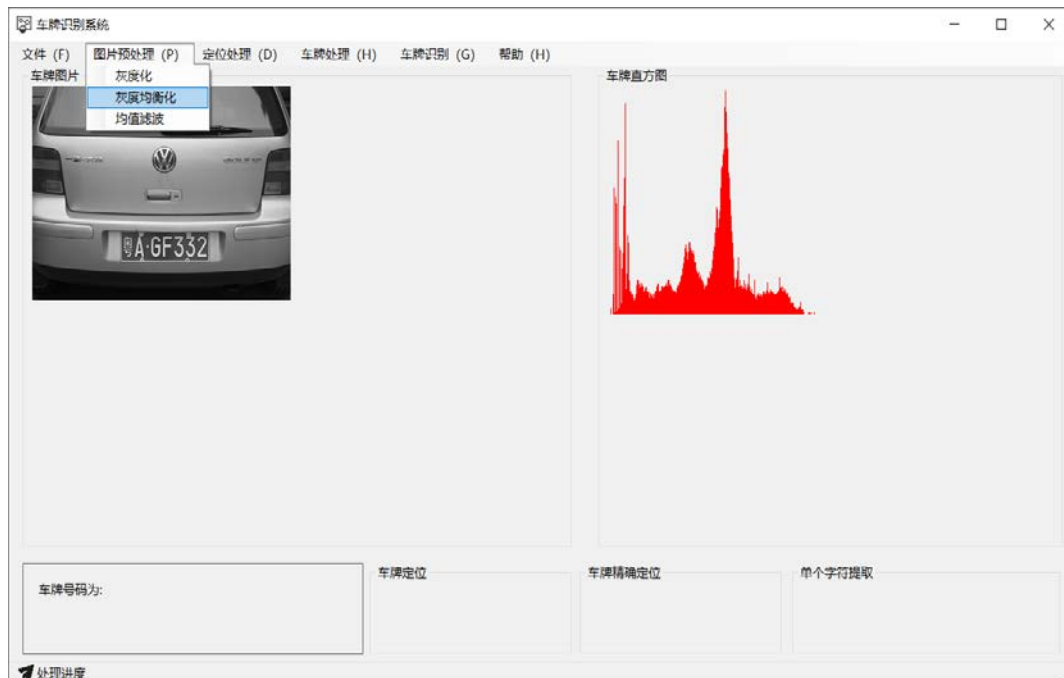 车牌识别系统
文件 (F) 图片预处理 (P) 定位处理 (D) 车牌处理 (H) 车牌识别 (G) 帮助 (H)
车牌图片
灰度化
灰度均衡化
均值滤波
车牌直方图
A·GF332
车牌号码为:
车牌定位
车牌精确定位
单个字符提取
处理进度